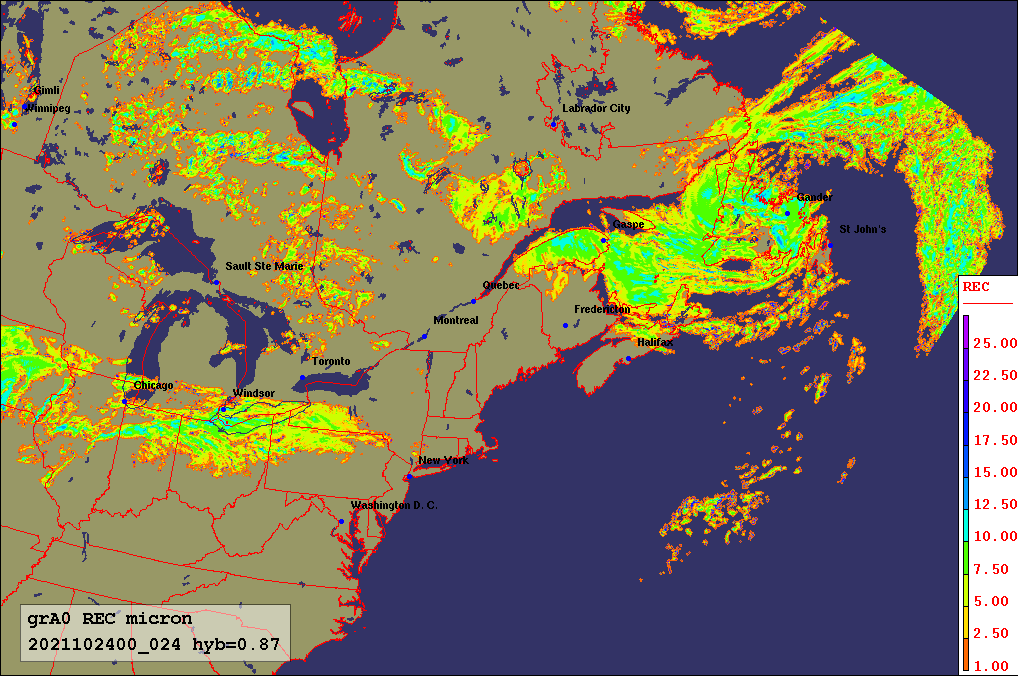 Gimli
Winnipeg
Labrador City
Gander
St John's
Gaspe
Sault Ste Marie
Quebec
Fredericton
Montreal
Halifax
Toronto
Chicago
Windsor
New York
Washington D. C.
REC
25.00
22.50
20.00
17.50
15.00
12.50
10.00
7.50
5.00
2.50
1.00
grA0 REC micron
2021102400_024 hyb=0.87